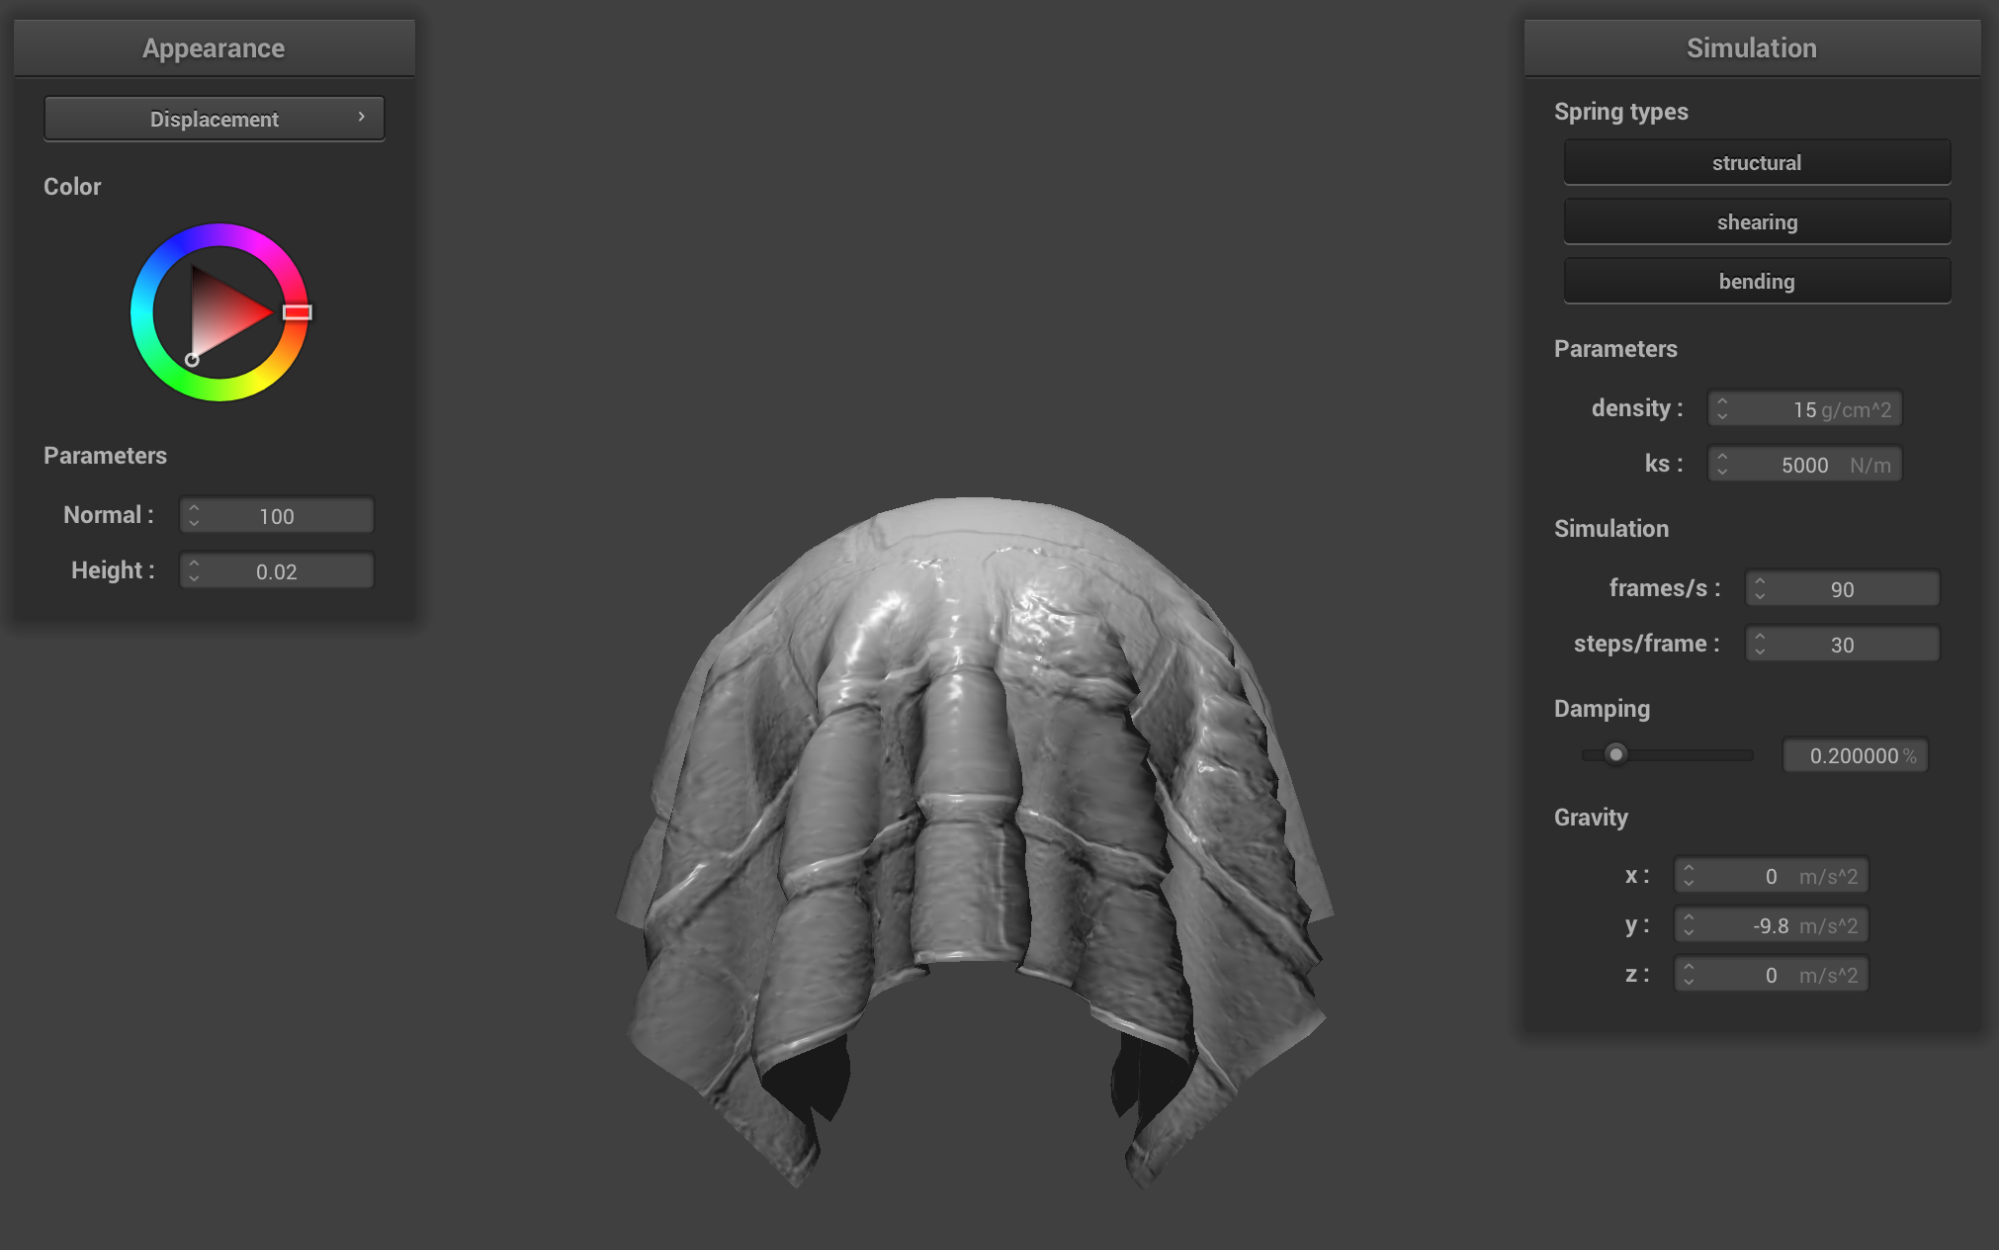 Appearance
Displacement ›
Color
Parameters
Normal : 100
Height : 0.02
Simulation
Spring types
structural
shearing
bending
Parameters
density : 15 g/cm^2
ks : 5000 N/m
Simulation
frames/s : 90
steps/frame : 30
Damping
0.200000 %
Gravity
x : 0 m/s^2
y : -9.8 m/s^2
z : 0 m/s^2